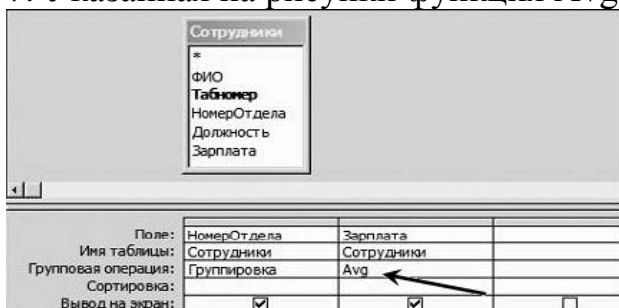 Сотрудники
*
ФИО
Табномер
НомерОтдела
Должность
Зарплата
Поле: НомерОтдела Зарплата
Имя таблицы: Сотрудники Сотрудники
Групповая операция: Группировка Avg
Сортировка:
Вывод на экран: